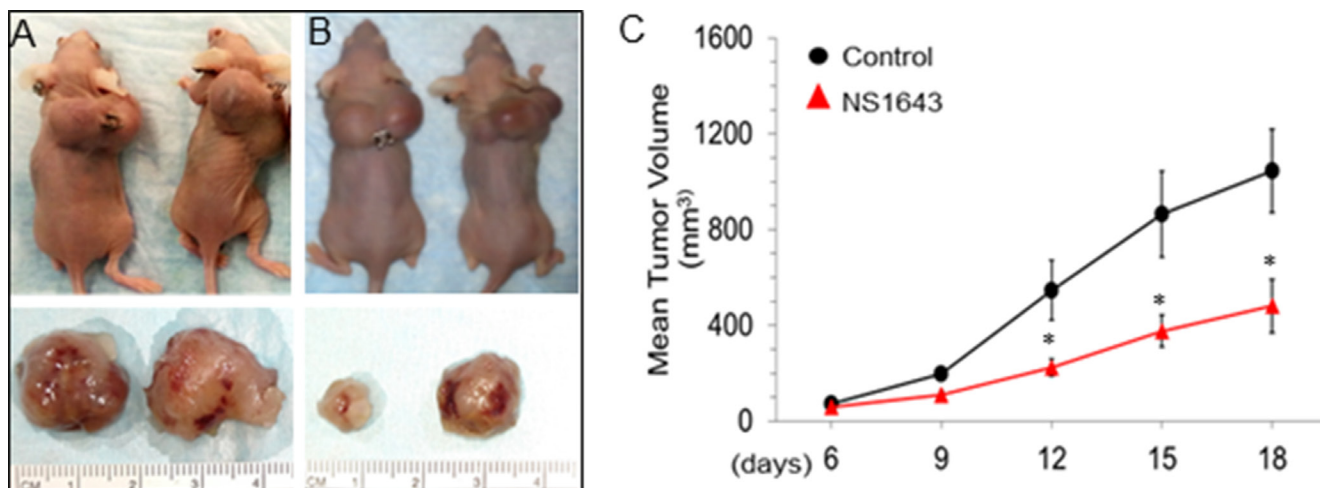 A
B
C
Control
NS1643
Mean Tumor Volume
(mm³)
1600
1200
800
400
0
*
*
*
(days) 6 9 12 15 18
CM 1 2 3 4
CM 1 2 3 4